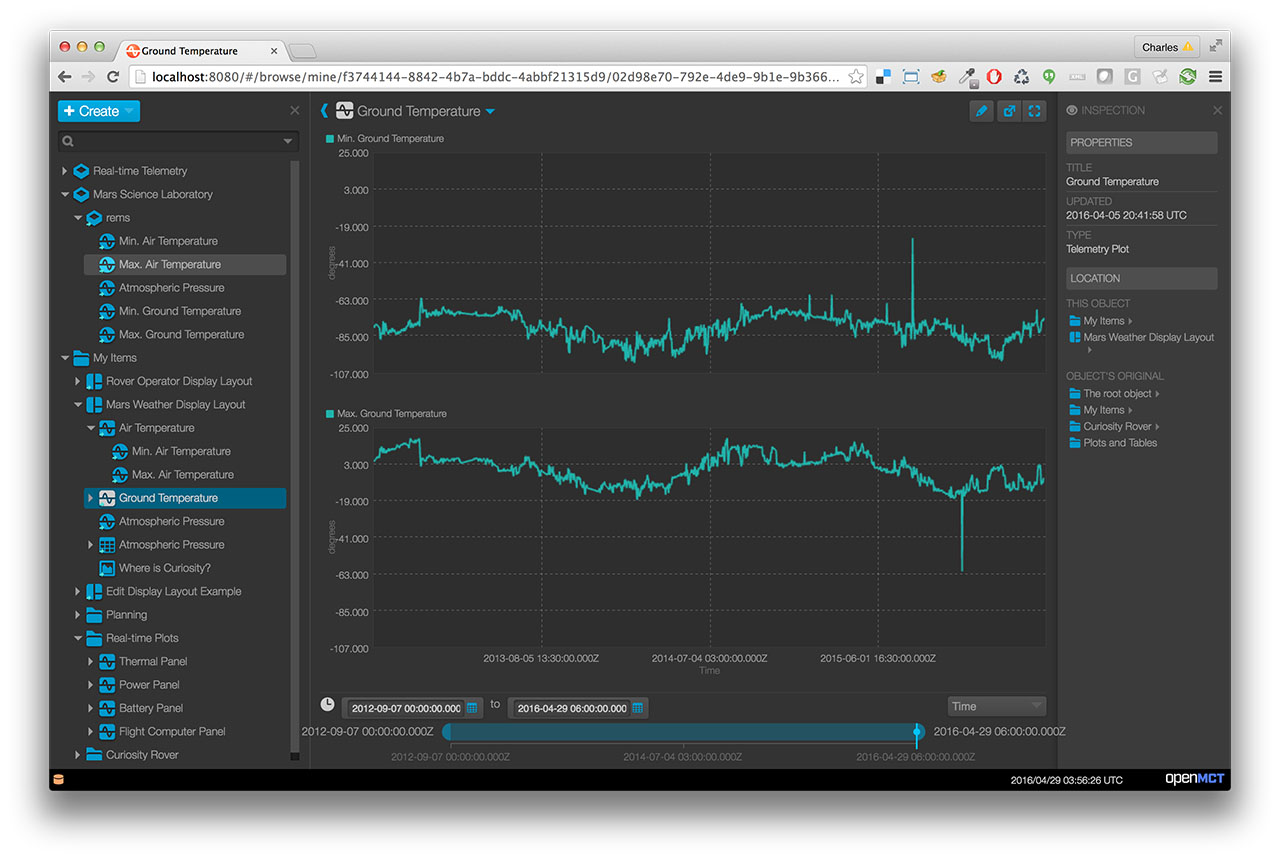 Ground Temperature
Charles
localhost:8080/#/browse/mine/f3744144-8842-4b7a-bddc-4abbf21315d9/02d98e70-792e-4de9-9b1e-9b366...
+ Create
Real-time Telemetry
Mars Science Laboratory
rems
Min. Air Temperature
Max. Air Temperature
Atmospheric Pressure
Min. Ground Temperature
Max. Ground Temperature
My Items
Rover Operator Display Layout
Mars Weather Display Layout
Air Temperature
Min. Air Temperature
Max. Air Temperature
Ground Temperature
Atmospheric Pressure
Atmospheric Pressure
Where is Curiosity?
Edit Display Layout Example
Planning
Real-time Plots
Thermal Panel
Power Panel
Battery Panel
Flight Computer Panel
Curiosity Rover
Ground Temperature
Min. Ground Temperature
25.000
3.000
-19.000
-41.000
-63.000
-85.000
-107.000
degrees
Max. Ground Temperature
25.000
3.000
-19.000
-41.000
-63.000
-85.000
-107.000
degrees
2013-08-05 13:30:00.000Z 2014-07-04 03:00:00.000Z 2015-06-01 16:30:00.000Z
Time
2012-09-07 00:00:00.000 to 2016-04-29 06:00:00.000 Time
2012-09-07 00:00:00.000Z 2016-04-29 06:00:00.000Z
2012-09-07 00:00:00.000Z 2014-07-04 03:00:00.000Z 2016-04-29 06:00:00.000Z
INSPECTION
PROPERTIES
TITLE
Ground Temperature
UPDATED
2016-04-05 20:41:58 UTC
TYPE
Telemetry Plot
LOCATION
THIS OBJECT
My Items
Mars Weather Display Layout
OBJECT'S ORIGINAL
The root object
My Items
Curiosity Rover
Plots and Tables
2016/04/29 03:56:26 UTC
openMCT